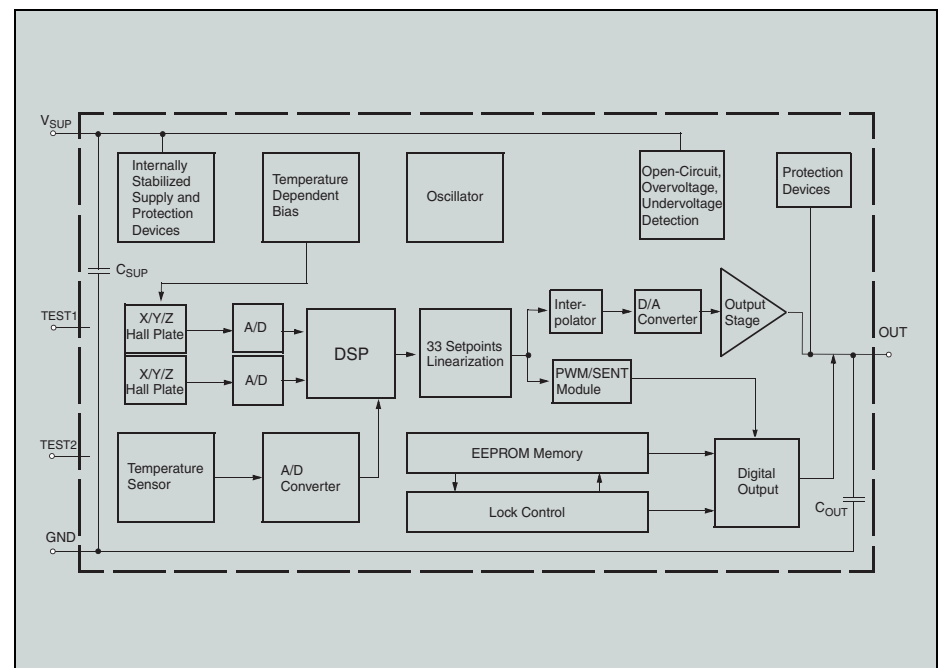 VSUP
Internally
Stabilized
Supply and
Protection
Devices
Temperature
Dependent
Bias
Oscillator
Open-Circuit,
Overvoltage,
Undervoltage
Detection
Protection
Devices
CSUP
TEST1
X/Y/Z
Hall Plate
A/D
X/Y/Z
Hall Plate
A/D
DSP
33 Setpoints
Linearization
Inter-
polator
D/A
Converter
Output
Stage
OUT
PWM/SENT
Module
TEST2
Temperature
Sensor
A/D
Converter
EEPROM Memory
Lock Control
Digital
Output
COUT
GND